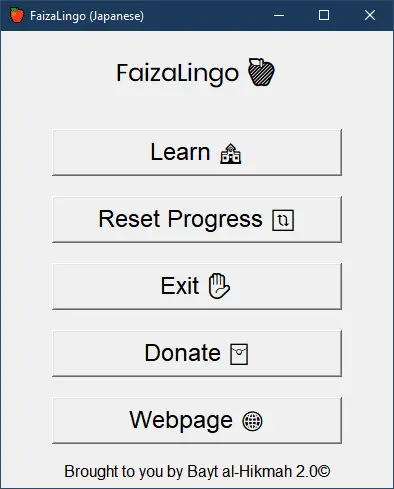 FaizaLingo (Japanese)
FaizaLingo 🍎
Learn 🏫
Reset Progress 🔃
Exit ✋
Donate 🧧
Webpage 🌐
Brought to you by Bayt al-Hikmah 2.0©